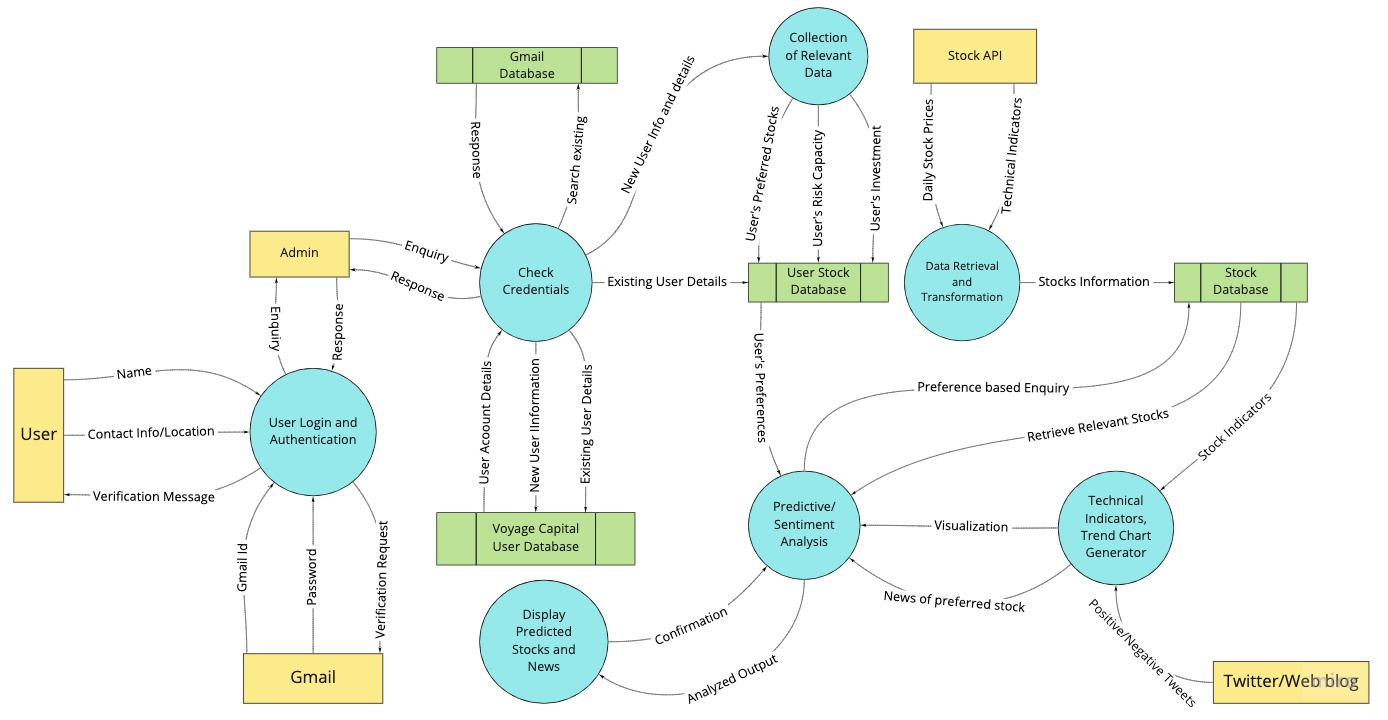 Gmail
Database
Collection
of Relevant
Data
Stock API
Response
Search existing
New User Info and details
User's Preferred Stocks
User's Risk Capacity
User's Investment
Daily Stock Prices
Technical Indicators
Admin
Enquiry
Response
Check
Credentials
Existing User Details
User Stock
Database
Data Retrieval
and
Transformation
Stocks Information
Stock
Database
Enquiry
Response
User
Name
Contact Info/Location
Verification Message
User Login and
Authentication
User Acoount Details
New User IInformation
Existing User Details
User's Preferences
Preference based Enquiry
Retrieve Relevant Stocks
Stock Indicators
Voyage Capital
User Database
Predictive/
Sentiment
Analysis
Visualization
Technical
Indicators,
Trend Chart
Generator
Gmail Id
Password
Verification Request
News of preferred stock
Display
Predicted
Stocks and
News
Confirmation
Analyzed Output
Positive/Negative Tweets
Gmail
Twitter/Web blog